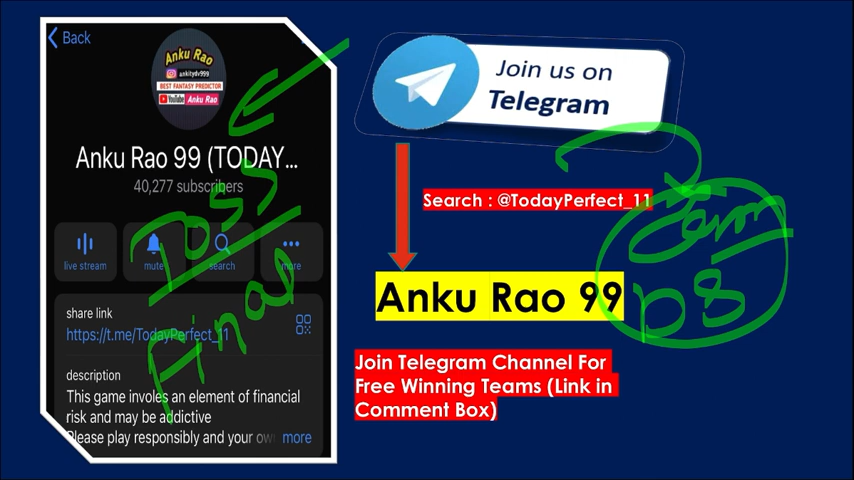 Back
Anku Rao
ankitydv999
BEST FANTASY PREDICTOR
YouTube Anku Rao
Anku Rao 99 (TODAY...
40,277 subscribers
live stream
mute
search
more
share link
https://t.me/TodayPerfect_11
description
This game involes an element of financial
risk and may be addictive
Please play responsibly and your own more
Toss
Final
Join us on
Telegram
Search : @TodayPerfect_11
Anku Rao 99
Join Telegram Channel For
Free Winning Teams (Link in
Comment Box)